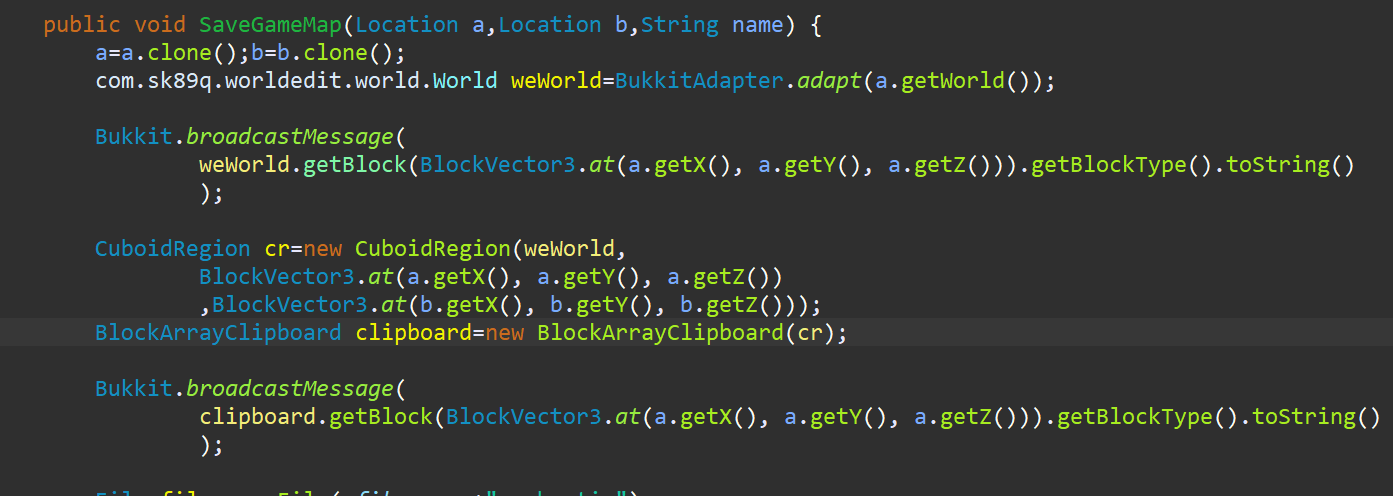 public void SaveGameMap(Location a,Location b,String name) {
a=a.clone();b=b.clone();
com.sk89q.worldedit.world.World weWorld=BukkitAdapter.adapt(a.getWorld());
Bukkit.broadcastMessage(
weWorld.getBlock(BlockVector3.at(a.getX(), a.getY(), a.getZ())).getBlockType().toString()
);
CuboidRegion cr=new CuboidRegion(weWorld,
BlockVector3.at(a.getX(), a.getY(), a.getZ())
,BlockVector3.at(b.getX(), b.getY(), b.getZ()));
BlockArrayClipboard clipboard=new BlockArrayClipboard(cr);
Bukkit.broadcastMessage(
clipboard.getBlock(BlockVector3.at(a.getX(), a.getY(), a.getZ())).getBlockType().toString()
);